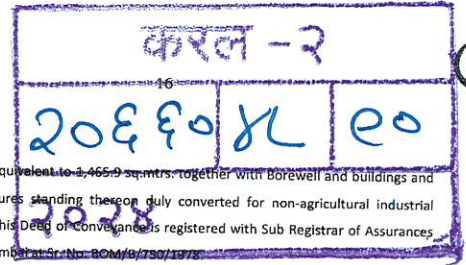 करल - २
16
२०६६० ९०
quivalent to 1,465.9 sq.mtrs. together with Borewell and buildings and
ures standing thereon duly converted for non-agricultural industrial
२०२४
his Deed of Conveyance is registered with Sub Registrar of Assurances
mbai at Sr. No. BOM/B/750/1978